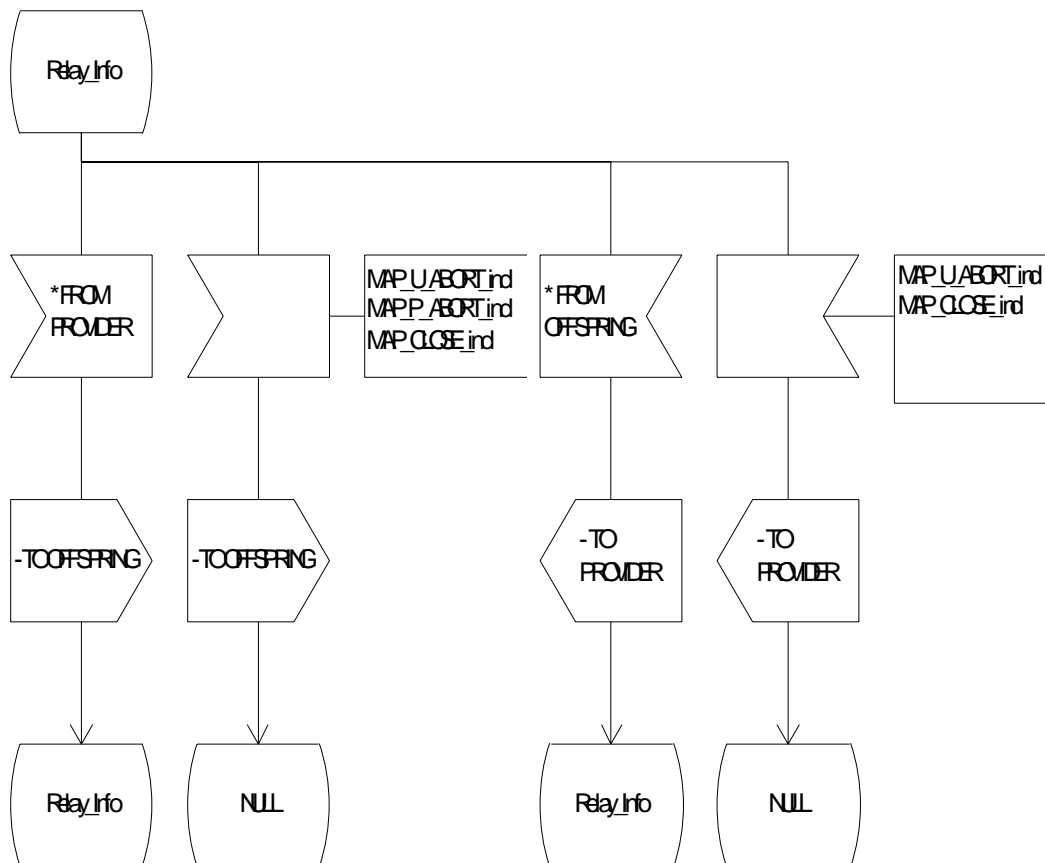 Relay_Info
*FROM
PROVIDER
MAP_U_ABORT_ind
MAP_P_ABORT_ind
MAP_CLOSE_ind
*FROM
OFFSPRING
MAP_U_ABORT_ind
MAP_CLOSE_ind
-TO OFFSPRING
-TO OFFSPRING
-TO
PROVIDER
-TO
PROVIDER
Relay_Info
NULL
Relay_Info
NULL